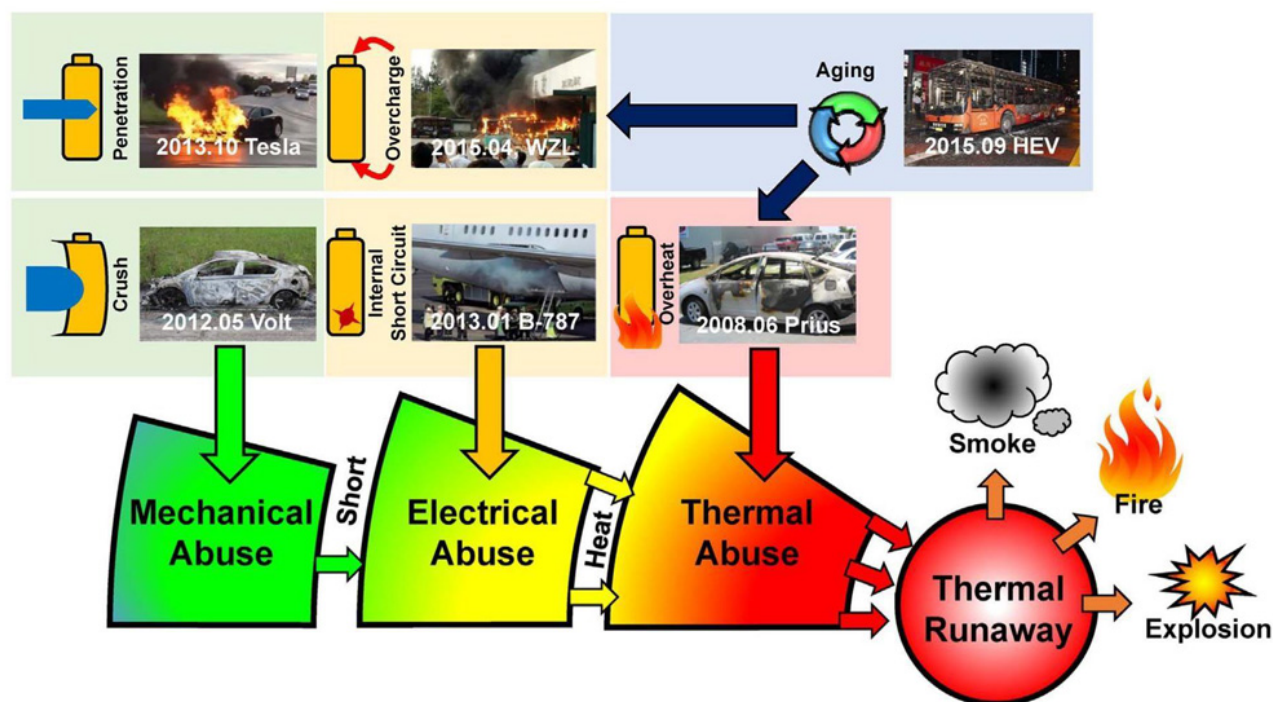 Penetration
2013.10 Tesla
Overcharge
2015.04 WZL
Aging
2015.09 HEV
Crush
2012.05 Volt
Internal
Short Circuit
2013.01 B-787
Overheat
2008.06 Prius
Mechanical
Abuse
Short
Electrical
Abuse
Heat
Thermal
Abuse
Thermal
Runaway
Smoke
Fire
Explosion